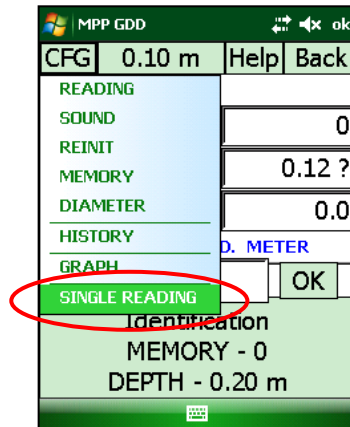 MPP GDD ok
CFG 0.10 m Help Back
READING
SOUND
0
REINIT
MEMORY
0.12 ?
DIAMETER
0.0
HISTORY
D. METER
GRAPH
OK
SINGLE READING
Identification
MEMORY - 0
DEPTH - 0.20 m